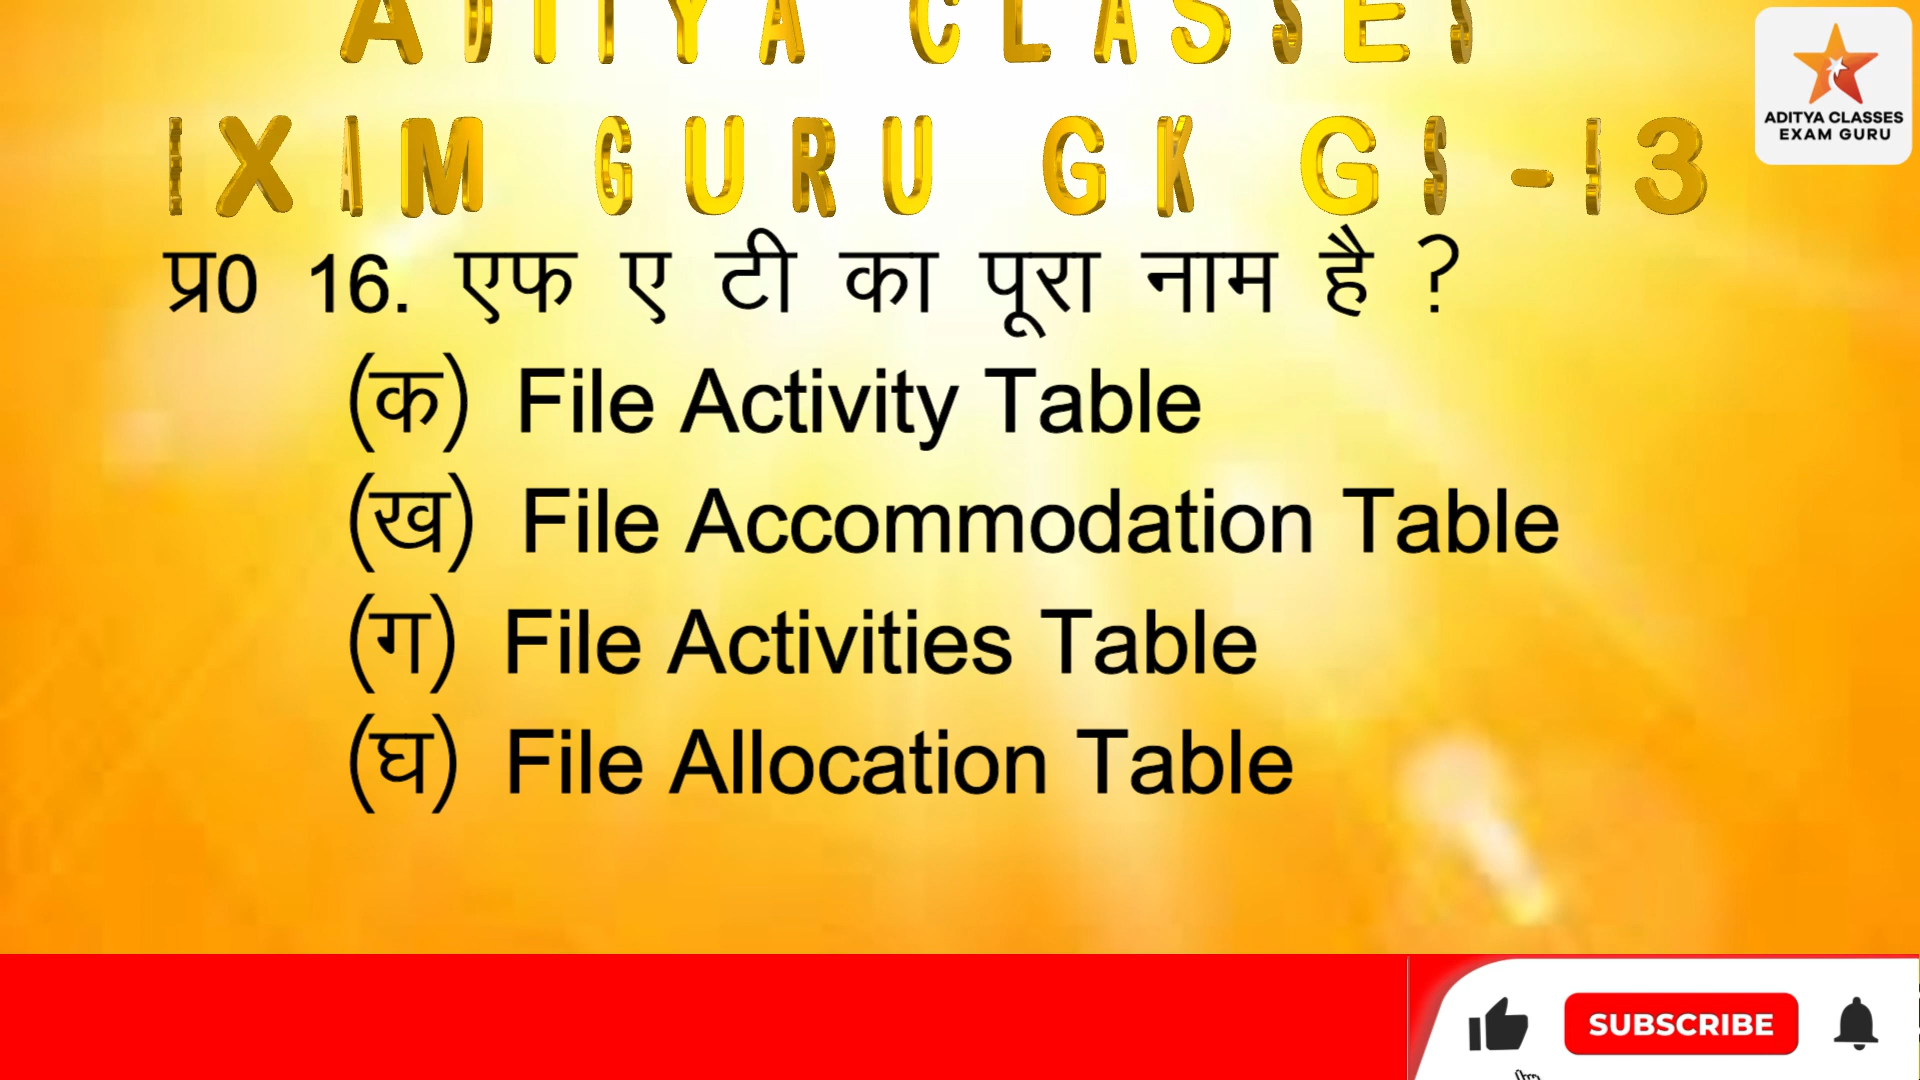 ADITYA CLASSES
EXAM GURU GK GS - 53
ADITYA CLASSES
EXAM GURU
प्र0 16. एफ ए टी का पूरा नाम है ?
(क) File Activity Table
(ख) File Accommodation Table
(ग) File Activities Table
(घ) File Allocation Table
SUBSCRIBE